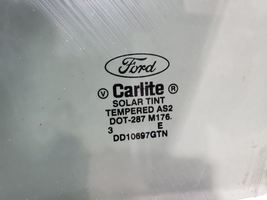 Ford
V Carlite ®
SOLAR TINT
TEMPERED AS2
DOT-287 M176.
3 E
DD10697GTN